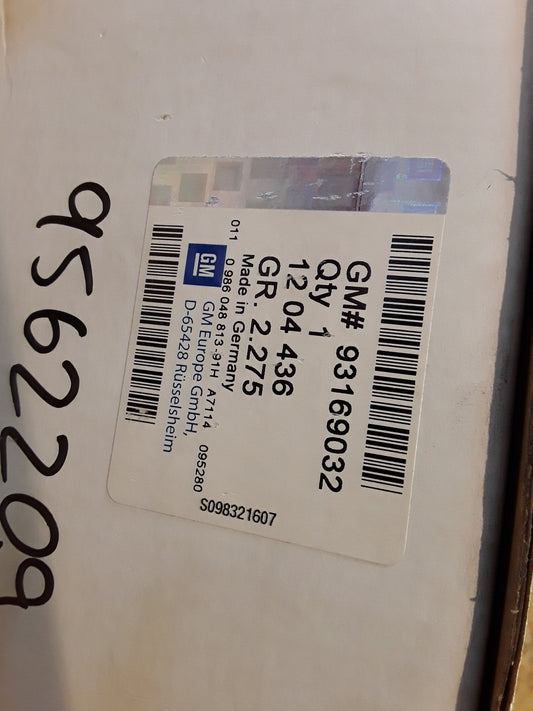 GM# 93169032
Qty 1
12 04 436
GR. 2.275
Made in Germany
011 0 986 048 813-91H A7114 095280
GM
GM Europe GmbH,
D-65428 Rüsselsheim
S098321607
9562209